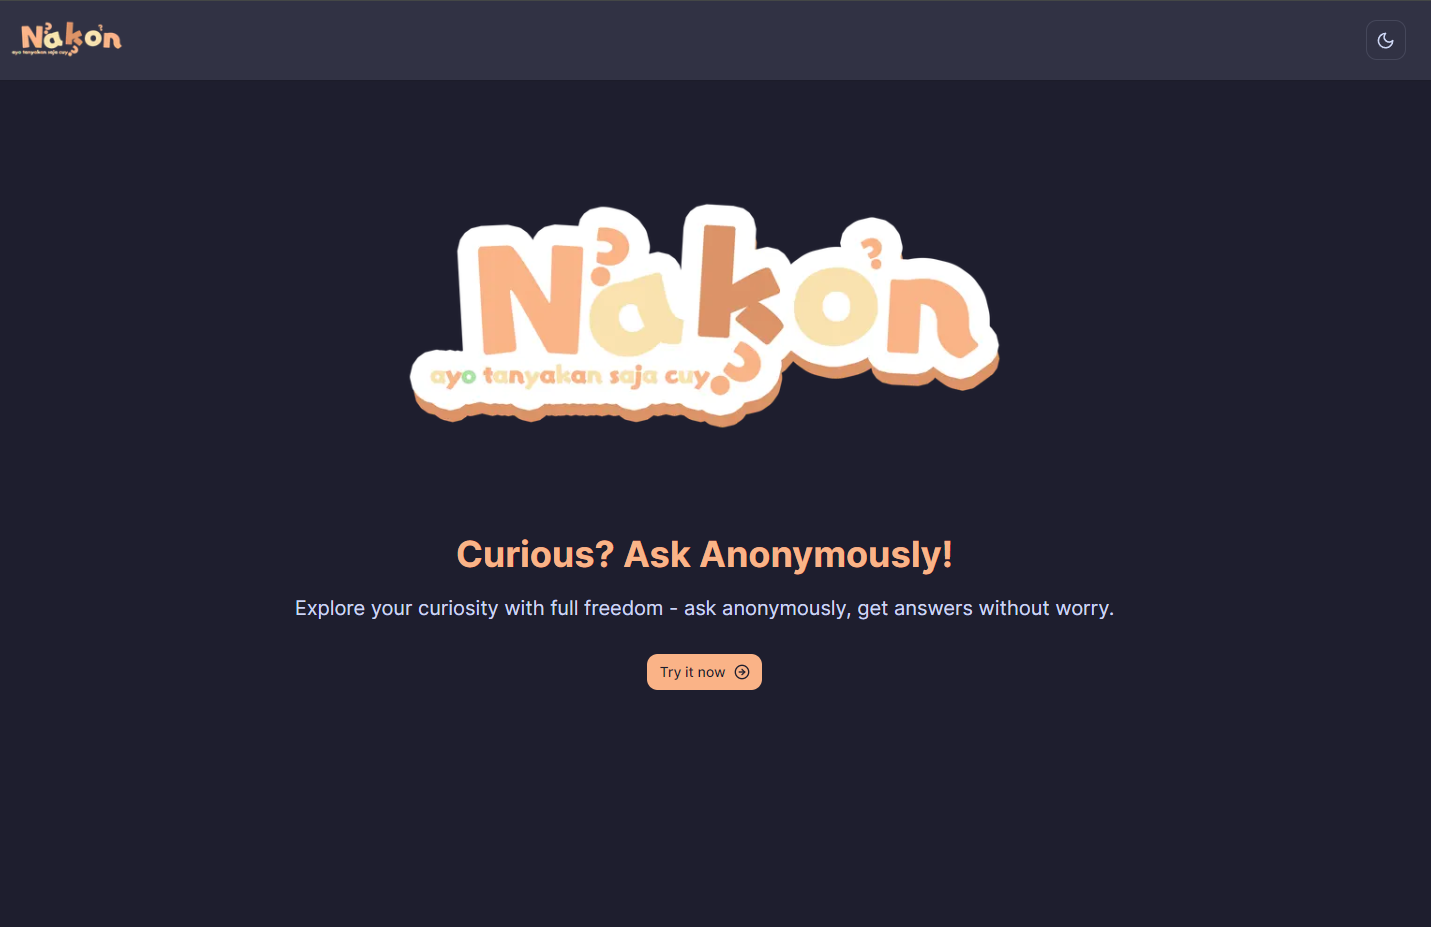 Nakon
ayo tanyakan saja cuy
Nakon
ayo tanyakan saja cuy
Curious? Ask Anonymously!
Explore your curiosity with full freedom - ask anonymously, get answers without worry.
Try it now